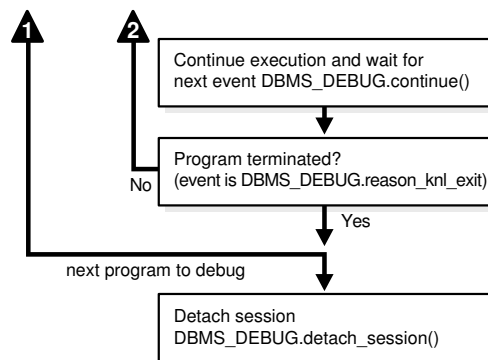 1
2
Continue execution and wait for
next event DBMS_DEBUG.continue()
Program terminated?
(event is DBMS_DEBUG.reason_knl_exit)
No
Yes
next program to debug
Detach session
DBMS_DEBUG.detach_session()